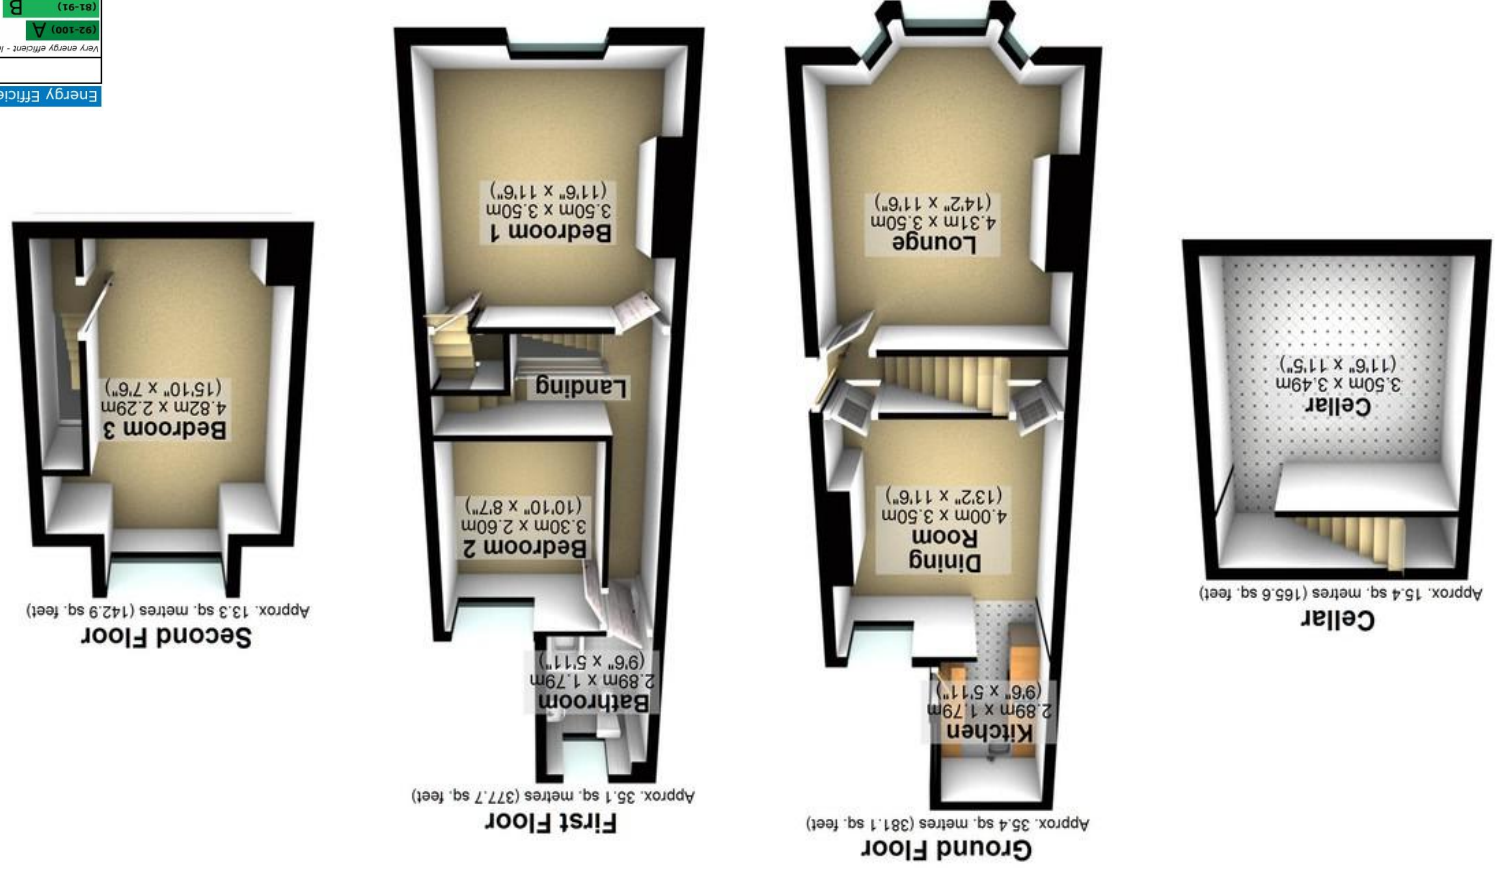 Cellar
Approx. 15.4 sq. metres (165.6 sq. feet)
Cellar
3.50m x 3.49m
(11'6" x 11'5")
Ground Floor
Approx. 35.4 sq. metres (381.1 sq. feet)
Kitchen
2.89m x 1.79m
(9'6" x 5'11")
Dining
Room
4.00m x 3.50m
(13'2" x 11'6")
Lounge
4.31m x 3.50m
(14'2" x 11'6")
First Floor
Approx. 35.1 sq. metres (377.7 sq. feet)
Bathroom
2.89m x 1.79m
(9'6" x 5'11")
Bedroom 2
3.30m x 2.60m
(10'10" x 8'7")
Landing
Bedroom 1
3.50m x 3.50m
(11'6" x 11'6")
Second Floor
Approx. 13.3 sq. metres (142.9 sq. feet)
Bedroom 3
4.82m x 2.29m
(15'10" x 7'6")
Energy Efficie
Very energy efficient - l
(92-100) A
(81-91) B